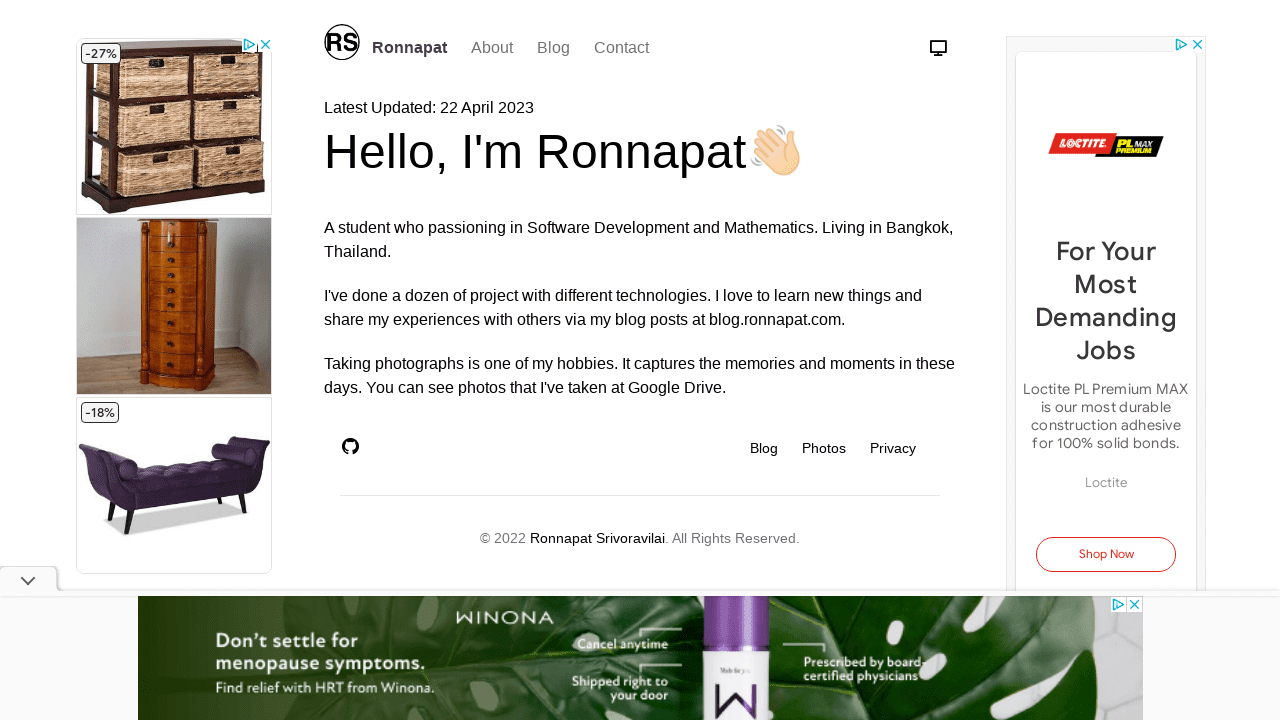 RS Ronnapat About Blog Contact
Latest Updated: 22 April 2023
Hello, I'm Ronnapat👋🏻
A student who passioning in Software Development and Mathematics. Living in Bangkok,
Thailand.
I've done a dozen of project with different technologies. I love to learn new things and
share my experiences with others via my blog posts at blog.ronnapat.com.
Taking photographs is one of my hobbies. It captures the memories and moments in these
days. You can see photos that I've taken at Google Drive.
Blog Photos Privacy
© 2022 Ronnapat Srivoravilai. All Rights Reserved.
-27%
-18%
LOCTITE PL MAX
PREMIUM
For Your
Most
Demanding
Jobs
Loctite PL Premium MAX
is our most durable
construction adhesive
for 100% solid bonds.
Loctite
Shop Now
WINONA
Don't settle for
menopause symptoms.
Find relief with HRT from Winona.
Cancel anytime
Shipped right to
your door
Made for you
W
Prescribed by board-
certified physicians